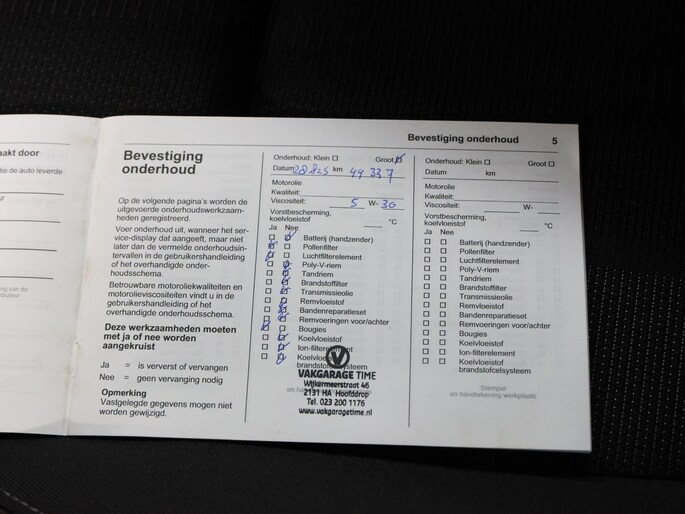 aakt door
tie de auto leverde
ur
Bevestiging
onderhoud
Op de volgende pagina's worden de
uitgevoerde onderhoudswerkzaam-
heden geregistreerd.
Voer onderhoud uit, wanneer het ser-
vice-display dat aangeeft, maar niet
later dan de vermelde onderhoudsin-
tervallen in de gebruikershandleiding
of het overhandigde onder-
houdsschema.
Betrouwbare motoroliekwaliteiten en
motorolieviscositeiten vindt u in de
gebruikershandleiding of het
overhandigde onderhoudsschema.
Deze werkzaamheden moeten
met ja of nee worden
aangekruist
Ja = is ververst of vervangen
Nee = geen vervanging nodig
Opmerking
Vastgelegde gegevens mogen niet
worden gewijzigd.
Bevestiging onderhoud 5
Onderhoud: Klein Groot
Datum km 44 337
Motorolie
Kwaliteit:
Viscositeit: 5 W- 30
Vorstbescherming,
koelvloeistof °C
Ja Nee
Batterij (handzender)
Pollenfilter
Luchtfilterelement
Poly-V-riem
Tandriem
Brandstoffilter
Transmissieolie
Remvloeistof
Bandenreparatieset
Remvoeringen voor/achter
Bougies
Koelvloeistof
Ion-filterelement
Koelvloeistof
brandstofcelsysteem
VAKGARAGE TIME
Wijkermeerstraat 46
2131 HA Hoofddrop
Tel. 023 200 1176
www.vakgaragetime.nl
Onderhoud: Klein Groot
Datum km
Motorolie
Kwaliteit:
Viscositeit: W-
Vorstbescherming,
koelvloeistof °C
Ja Nee
Batterij (handzender)
Pollenfilter
Luchtfilterelement
Poly-V-riem
Tandriem
Brandstoffilter
Transmissieolie
Remvloeistof
Bandenreparatieset
Remvoeringen voor/achter
Bougies
Koelvloeistof
Ion-filterelement
Koelvloeistof
brandstofcelsysteem
Stempel
en handtekening werkplaats